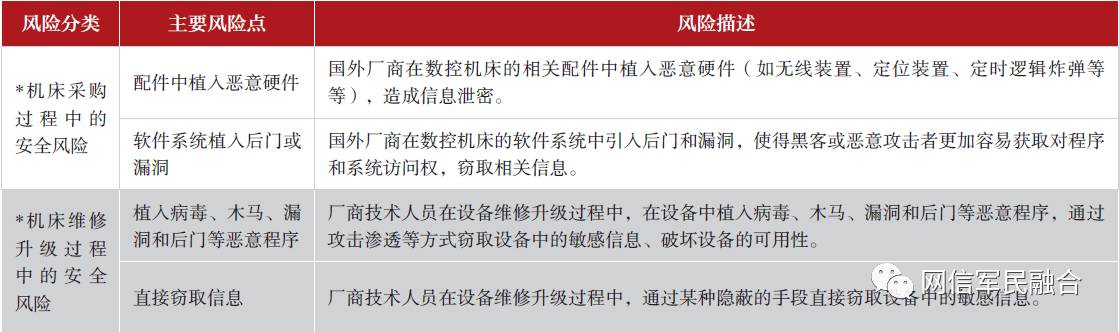 风险分类 主要风险点 风险描述
*机床采购
过程中的
安全风险
配件中植入恶意硬件
国外厂商在数控机床的相关配件中植入恶意硬件（如无线装置、定位装置、定时逻辑炸弹等
等），造成信息泄密。
软件系统植入后门或
漏洞
国外厂商在数控机床的软件系统中引入后门和漏洞，使得黑客或恶意攻击者更加容易获取对程序
和系统访问权，窃取相关信息。
*机床维修
升级过程
中的安全
风险
植入病毒、木马、漏
洞和后门等恶意程序
厂商技术人员在设备维修升级过程中，在设备中植入病毒、木马、漏洞和后门等恶意程序，通过
攻击渗透等方式窃取设备中的敏感信息、破坏设备的可用性。
直接窃取信息
厂商技术人员在设备维修升级过程中，通过某种隐蔽的手段直接窃取设备中的敏感信息。
网信军民融合